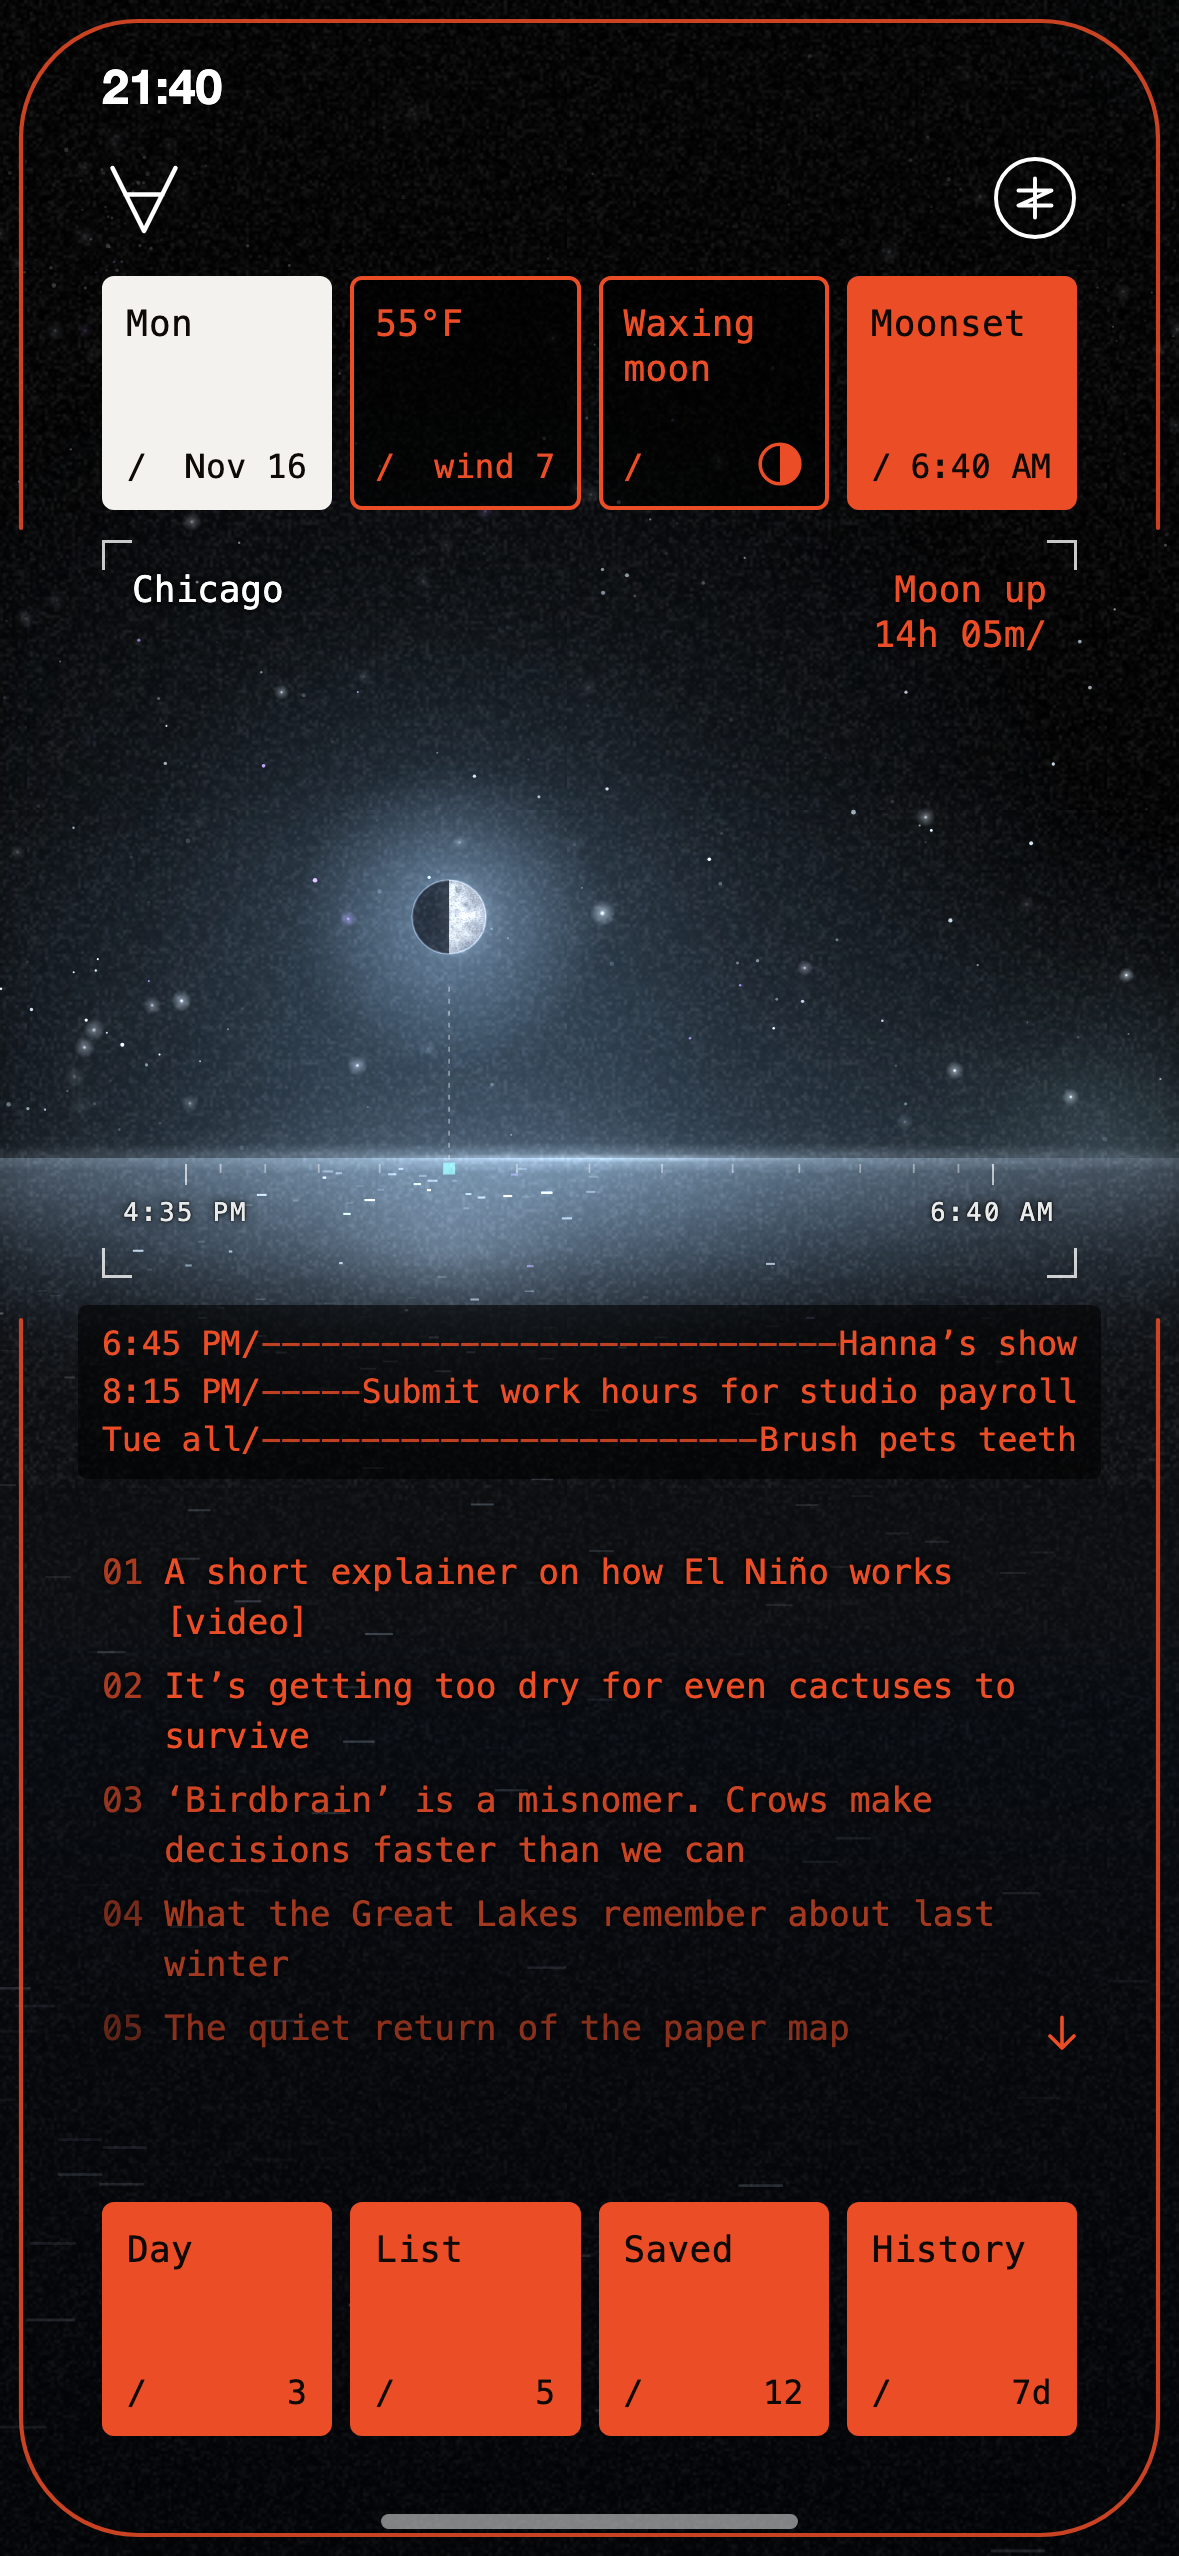 21:40
Mon
/ Nov 16
55°F
/ wind 7
Waxing
moon
/
Moonset
/ 6:40 AM
Chicago
Moon up
14h 05m/
4:35 PM
6:40 AM
6:45 PM/—————————————————————————————Hanna’s show
8:15 PM/—————Submit work hours for studio payroll
Tue all/—————————————————————————Brush pets teeth
01 A short explainer on how El Niño works
[video]
02 It’s getting too dry for even cactuses to
survive
03 ‘Birdbrain’ is a misnomer. Crows make
decisions faster than we can
04 What the Great Lakes remember about last
winter
05 The quiet return of the paper map
Day
/ 3
List
/ 5
Saved
/ 12
History
/ 7d